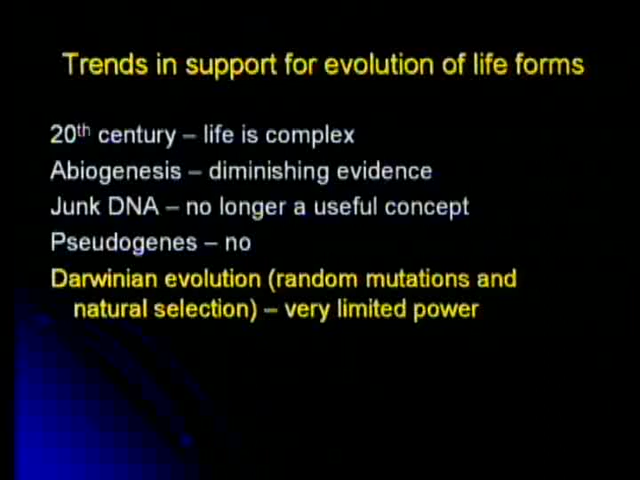 Trends in support for evolution of life forms
20th century – life is complex
Abiogenesis – diminishing evidence
Junk DNA – no longer a useful concept
Pseudogenes – no
Darwinian evolution (random mutations and
natural selection) – very limited power